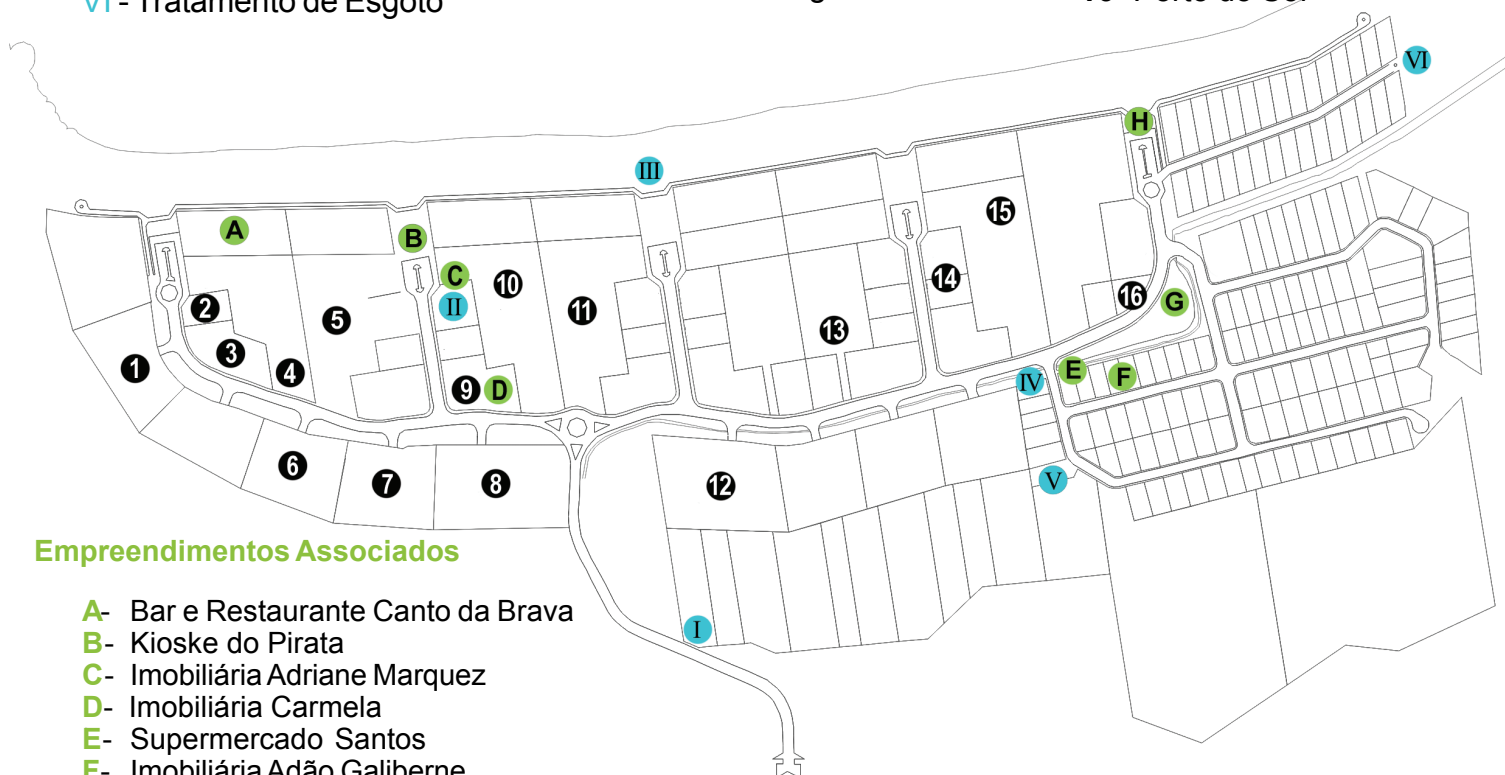 VI - Tratamento de Esgoto
VI
H
III
A
B
15
C
10
14
2
II
11
16
G
5
13
3
1
4
E
F
IV
9
D
6
7
8
12
V
Empreendimentos Associados
A- Bar e Restaurante Canto da Brava
B- Kioske do Pirata
I
C- Imobiliária Adriane Marquez
D- Imobiliária Carmela
E- Supermercado Santos
F- Imobiliária Adão Galiberne